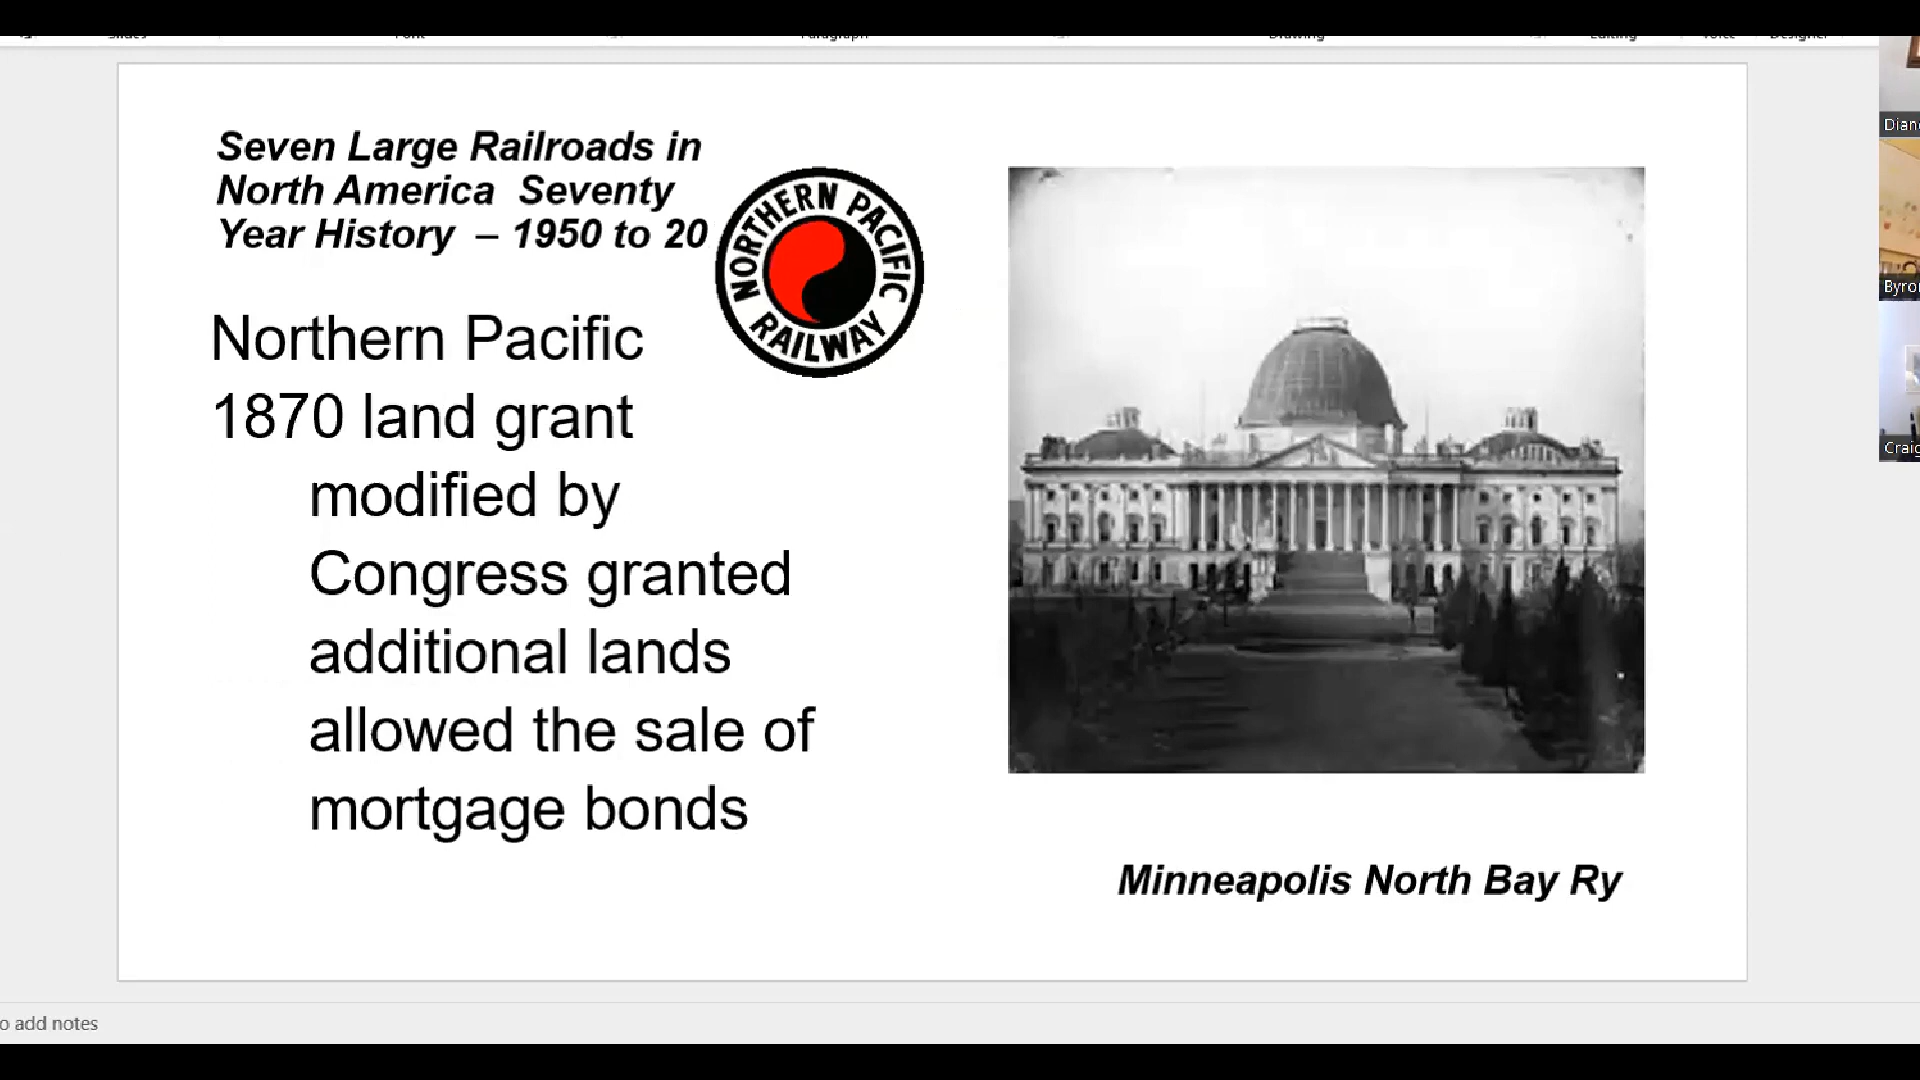 Seven Large Railroads in
North America Seventy
Year History – 1950 to 20
NORTHERN PACIFIC
RAILWAY
Northern Pacific
1870 land grant
modified by
Congress granted
additional lands
allowed the sale of
mortgage bonds
Minneapolis North Bay Ry
o add notes
Dian
Byro
Craig